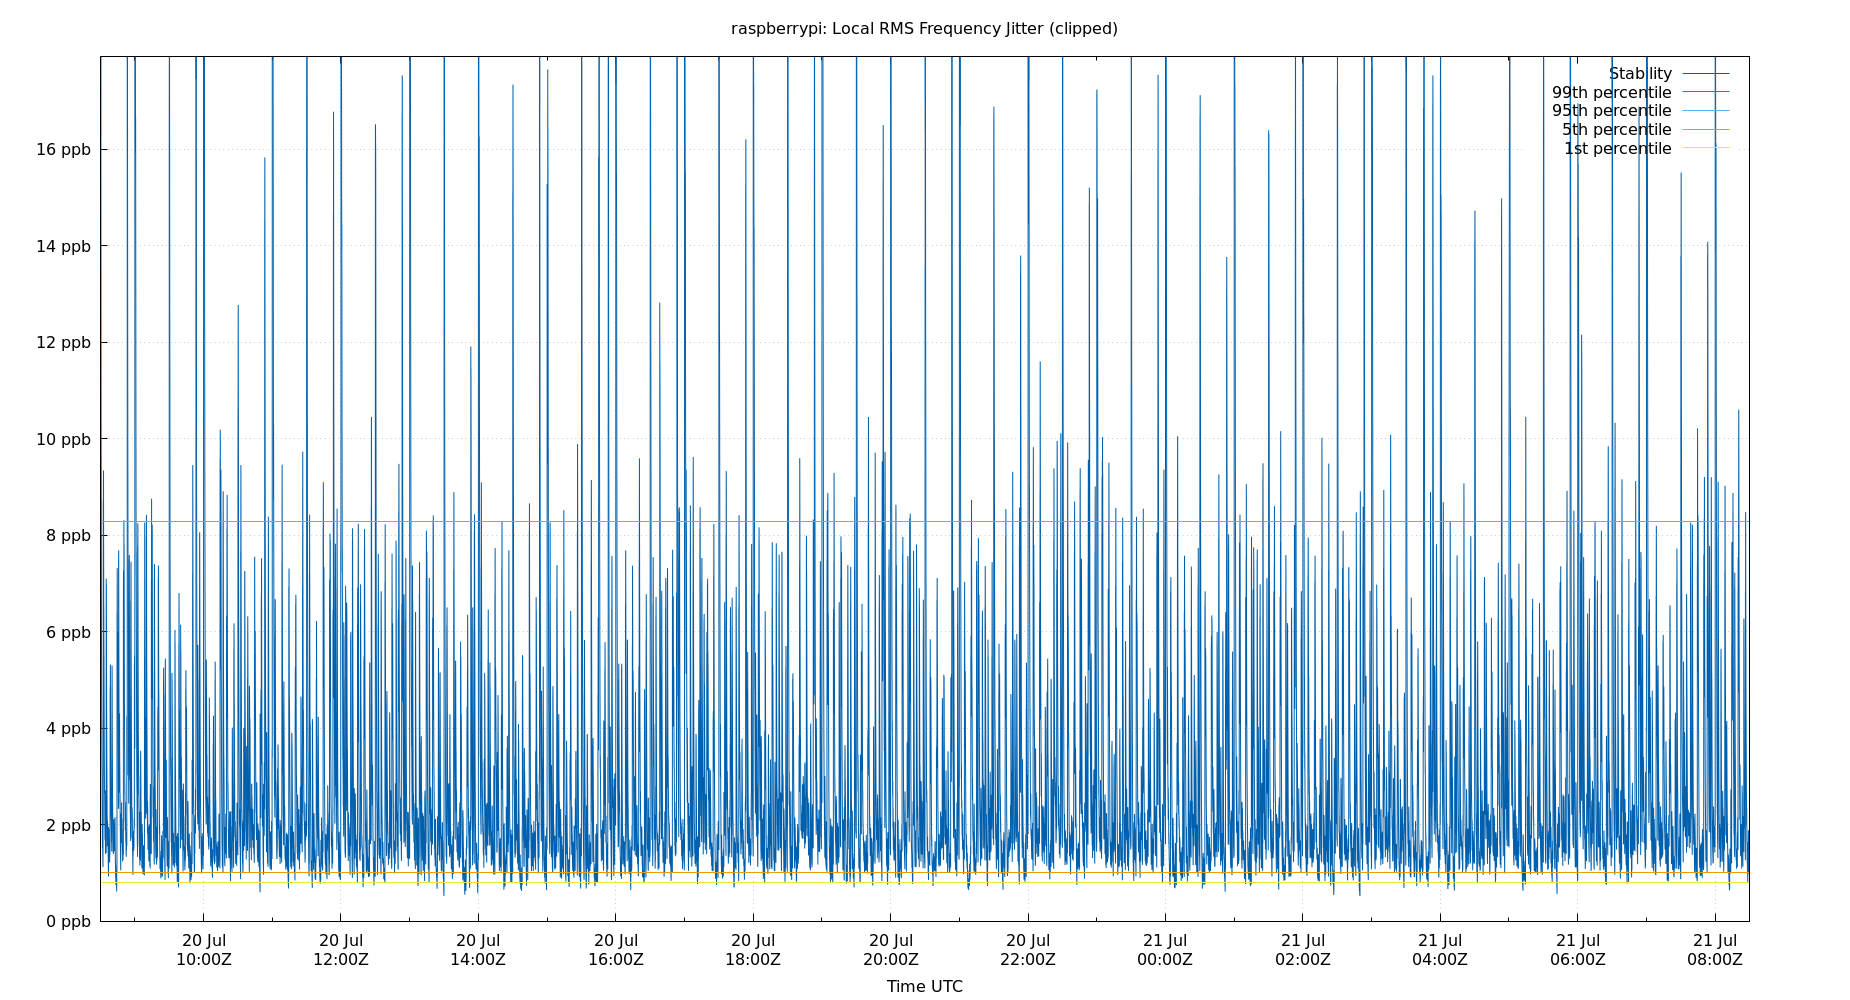 raspberrypi: Local RMS Frequency Jitter (clipped)
Stability
99th percentile
95th percentile
5th percentile
1st percentile
16 ppb
14 ppb
12 ppb
10 ppb
8 ppb
6 ppb
4 ppb
2 ppb
0 ppb
20 Jul 20 Jul 20 Jul 20 Jul 20 Jul 20 Jul 20 Jul 21 Jul 21 Jul 21 Jul 21 Jul 21 Jul
10:00Z 12:00Z 14:00Z 16:00Z 18:00Z 20:00Z 22:00Z 00:00Z 02:00Z 04:00Z 06:00Z 08:00Z
Time UTC